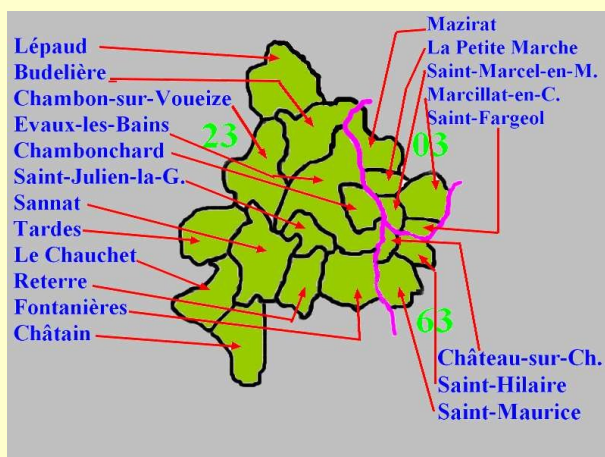 Lépaud
Budelière
Chambon-sur-Voueize
Evaux-les-Bains
Chambonchard
Saint-Julien-la-G.
Sannat
Tardes
Le Chauchet
Reterre
Fontanières
Châtain
23
Mazirat
La Petite Marche
Saint-Marcel-en-M.
Marcillat-en-C.
Saint-Fargeol
03
63
Château-sur-Ch.
Saint-Hilaire
Saint-Maurice